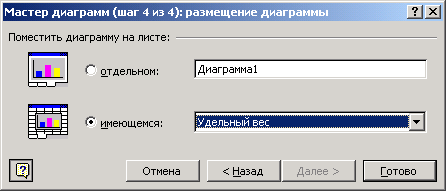 Мастер диаграмм (шаг 4 из 4): размещение диаграммы
Поместить диаграмму на листе:
отдельном: Диаграмма1
имеющемся: Удельный вес
Отмена < Назад Далее > Готово